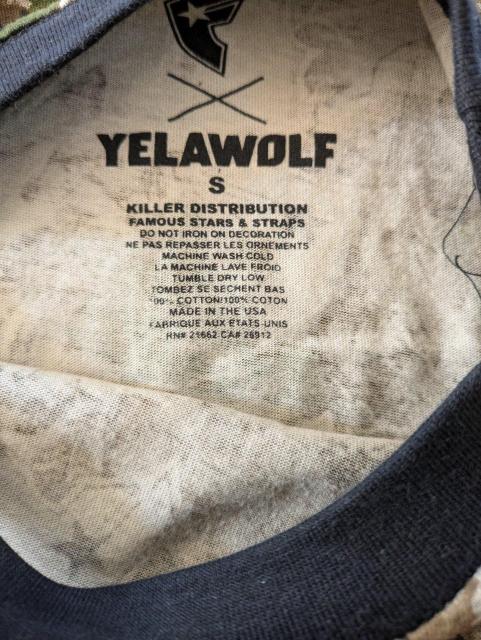 YELAWOLF
S
KILLER DISTRIBUTION
FAMOUS STARS & STRAPS
DO NOT IRON ON DECORATION
NE PAS REPASSER LES ORNEMENTS
MACHINE WASH COLD
LA MACHINE LAVE FROID
TUMBLE DRY LOW
TOMBEZ SE SECHENT BAS
100% COTTON/100% COTON
MADE IN THE USA
FABRIQUE AUX ETATS-UNIS
RN# 21662 CA# 26912